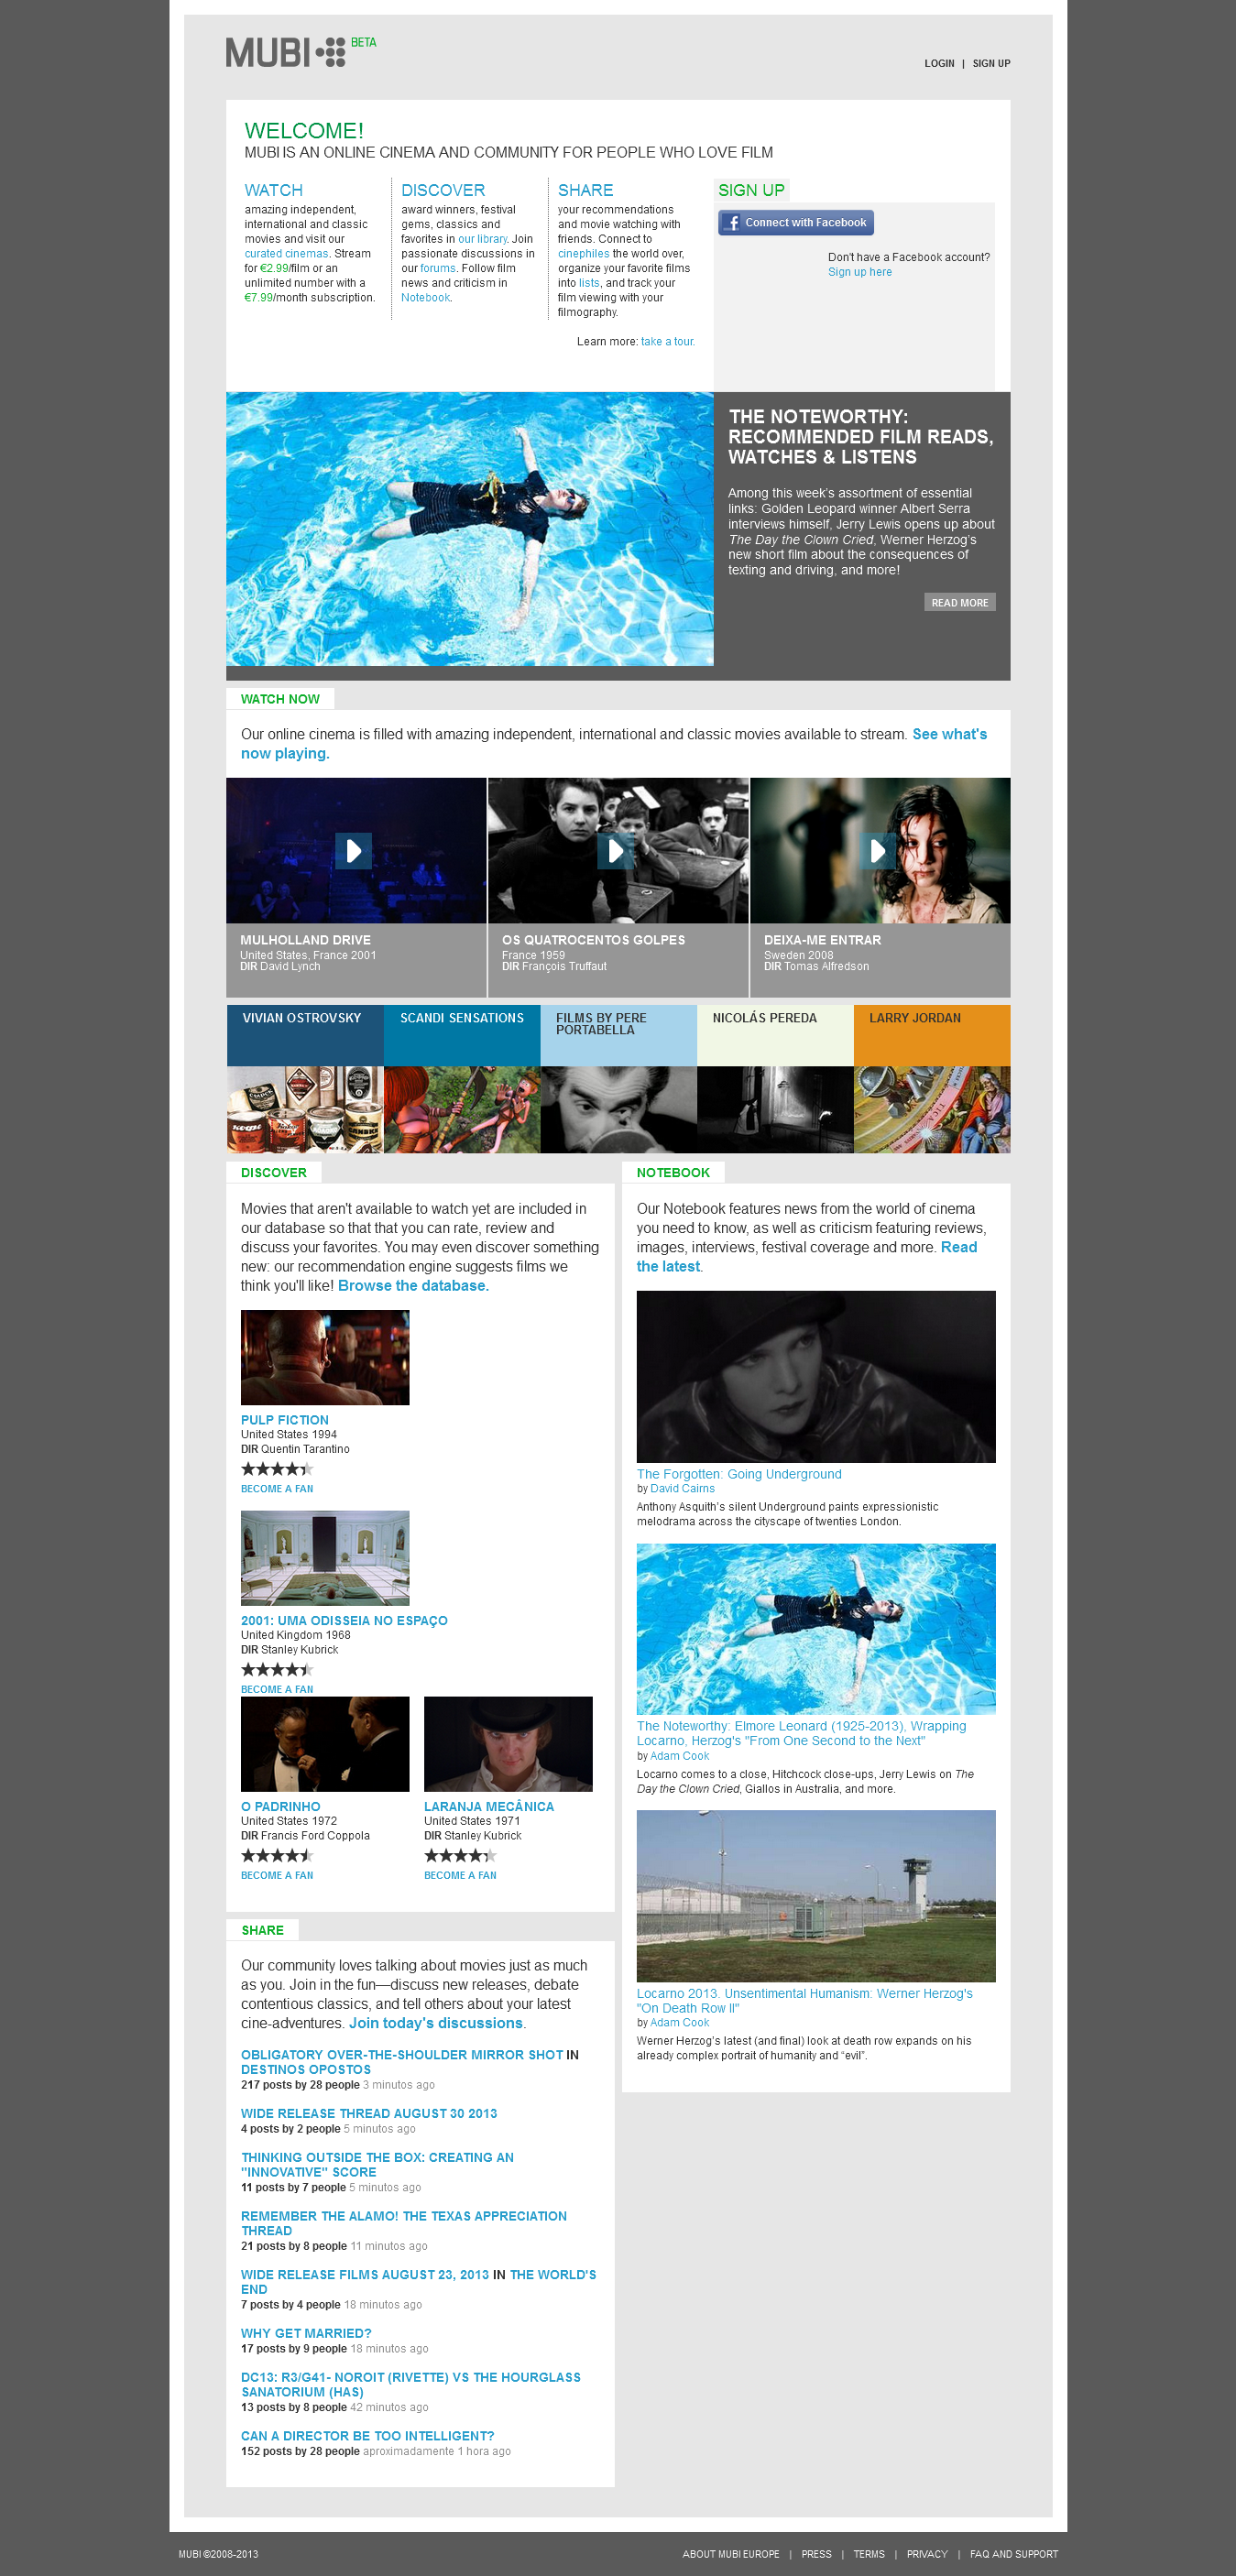 MUBI BETA
LOGIN | SIGN UP
WELCOME!
MUBI IS AN ONLINE CINEMA AND COMMUNITY FOR PEOPLE WHO LOVE FILM
WATCH
amazing independent,
international and classic
movies and visit our
curated cinemas. Stream
for €2.99/film or an
unlimited number with a
€7.99/month subscription.
DISCOVER
award winners, festival
gems, classics and
favorites in our library. Join
passionate discussions in
our forums. Follow film
news and criticism in
Notebook.
SHARE
your recommendations
and movie watching with
friends. Connect to
cinephiles the world over,
organize your favorite films
into lists, and track your
film viewing with your
filmography.
Learn more: take a tour.
SIGN UP
Connect with Facebook
Don't have a Facebook account?
Sign up here
THE NOTEWORTHY:
RECOMMENDED FILM READS,
WATCHES & LISTENS
Among this week's assortment of essential
links: Golden Leopard winner Albert Serra
interviews himself, Jerry Lewis opens up about
The Day the Clown Cried, Werner Herzog's
new short film about the consequences of
texting and driving, and more!
READ MORE
WATCH NOW
Our online cinema is filled with amazing independent, international and classic movies available to stream. See what's
now playing.
MULHOLLAND DRIVE
United States, France 2001
DIR David Lynch
OS QUATROCENTOS GOLPES
France 1959
DIR François Truffaut
DEIXA-ME ENTRAR
Sweden 2008
DIR Tomas Alfredson
VIVIAN OSTROVSKY
SCANDI SENSATIONS
FILMS BY PERE
PORTABELLA
NICOLÁS PEREDA
LARRY JORDAN
DISCOVER
Movies that aren't available to watch yet are included in
our database so that that you can rate, review and
discuss your favorites. You may even discover something
new: our recommendation engine suggests films we
think you'll like! Browse the database.
PULP FICTION
United States 1994
DIR Quentin Tarantino
BECOME A FAN
2001: UMA ODISSEIA NO ESPAÇO
United Kingdom 1968
DIR Stanley Kubrick
BECOME A FAN
O PADRINHO
United States 1972
DIR Francis Ford Coppola
BECOME A FAN
LARANJA MECÂNICA
United States 1971
DIR Stanley Kubrick
BECOME A FAN
NOTEBOOK
Our Notebook features news from the world of cinema
you need to know, as well as criticism featuring reviews,
images, interviews, festival coverage and more. Read
the latest.
The Forgotten: Going Underground
by David Cairns
Anthony Asquith's silent Underground paints expressionistic
melodrama across the cityscape of twenties London.
The Noteworthy: Elmore Leonard (1925-2013), Wrapping
Locarno, Herzog's "From One Second to the Next"
by Adam Cook
Locarno comes to a close, Hitchcock close-ups, Jerry Lewis on The
Day the Clown Cried, Giallos in Australia, and more.
Locarno 2013. Unsentimental Humanism: Werner Herzog's
"On Death Row II"
by Adam Cook
Werner Herzog's latest (and final) look at death row expands on his
already complex portrait of humanity and “evil”.
SHARE
Our community loves talking about movies just as much
as you. Join in the fun—discuss new releases, debate
contentious classics, and tell others about your latest
cine-adventures. Join today's discussions.
OBLIGATORY OVER-THE-SHOULDER MIRROR SHOT IN
DESTINOS OPOSTOS
217 posts by 28 people 3 minutos ago
WIDE RELEASE THREAD AUGUST 30 2013
4 posts by 2 people 5 minutos ago
THINKING OUTSIDE THE BOX: CREATING AN
"INNOVATIVE" SCORE
11 posts by 7 people 5 minutos ago
REMEMBER THE ALAMO! THE TEXAS APPRECIATION
THREAD
21 posts by 8 people 11 minutos ago
WIDE RELEASE FILMS AUGUST 23, 2013 IN THE WORLD'S
END
7 posts by 4 people 18 minutos ago
WHY GET MARRIED?
17 posts by 9 people 18 minutos ago
DC13: R3/G41- NOROIT (RIVETTE) VS THE HOURGLASS
SANATORIUM (HAS)
13 posts by 8 people 42 minutos ago
CAN A DIRECTOR BE TOO INTELLIGENT?
152 posts by 28 people aproximadamente 1 hora ago
MUBI ©2008-2013
ABOUT MUBI EUROPE | PRESS | TERMS | PRIVACY | FAQ AND SUPPORT